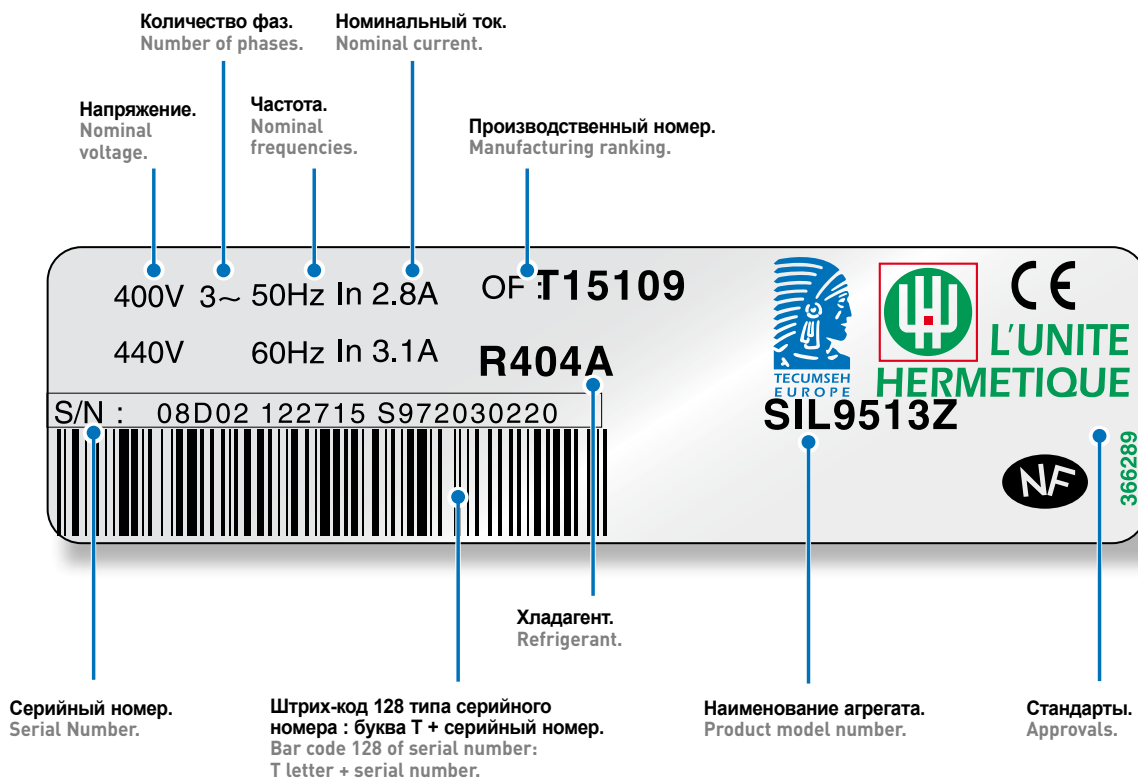 Количество фаз.
Number of phases.
Номинальный ток.
Nominal current.
Напряжение.
Nominal
voltage.
Частота.
Nominal
frequencies.
Производственный номер.
Manufacturing ranking.
400V 3~ 50Hz In 2.8A
OF : T15109
440V 60Hz In 3.1A
R404A
TECUMSEH
EUROPE
CE
L'UNITE
HERMETIQUE
S/N : 08D02 122715 S972030220
SIL9513Z
NF
366289
Хладагент.
Refrigerant.
Серийный номер.
Serial Number.
Штрих-код 128 типа серийного
номера : буква Т + серийный номер.
Bar code 128 of serial number:
T letter + serial number.
Наименование агрегата.
Product model number.
Стандарты.
Approvals.